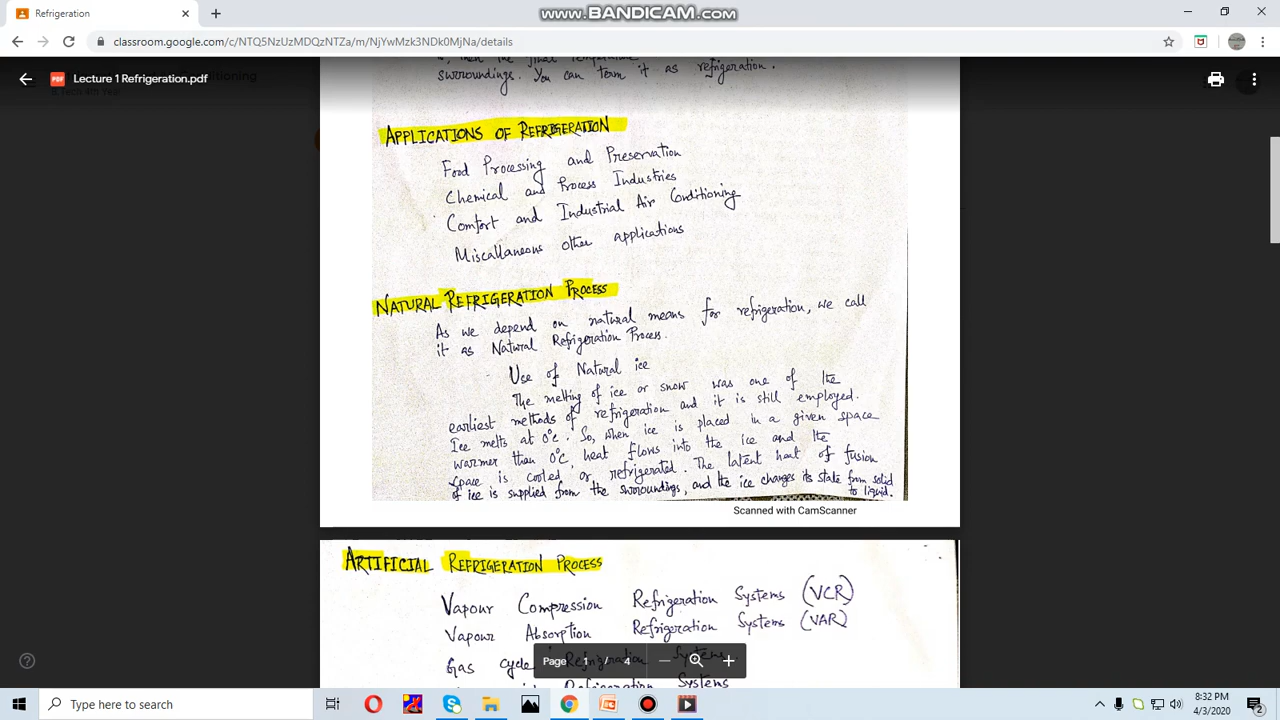 Refrigeration
www.BANDICAM.com
classroom.google.com/c/NTQ5NzUzMDQzNTZa/m/NjYwMzk3NDk0MjNa/details
Lecture 1 Refrigeration.pdf
surroundings. You can term it as refrigeration.
APPLICATIONS OF REFRIGERATION
Food Processing and Preservation
Chemical and Process Industries
Comfort and Industrial Air Conditioning
Miscallaneous other applications
NATURAL REFRIGERATION PROCESS
As we depend on natural means for refrigeration, we call
it as Natural Refrigeration Process.
Use of Natural ice
The melting of ice or snow was one of the
earliest methods of refrigeration and it is still employed.
Ice melts at 0°c. So, when ice is placed in a given space
warmer than 0°C, heat flows into the ice and the
space is cooled or refrigerated. The latent heat of fusion
of ice is supplied from the surroundings, and the ice changes its state from solid
to liquid.
Scanned with CamScanner
ARTIFICIAL REFRIGERATION PROCESS
Vapour Compression Refrigeration Systems (VCR)
Vapour Absorption Refrigeration Systems (VAR)
Gas cycle Refrigeration Systems
Refrigeration Systems
Page 1 / 4
Type here to search
8:32 PM
4/3/2020
2